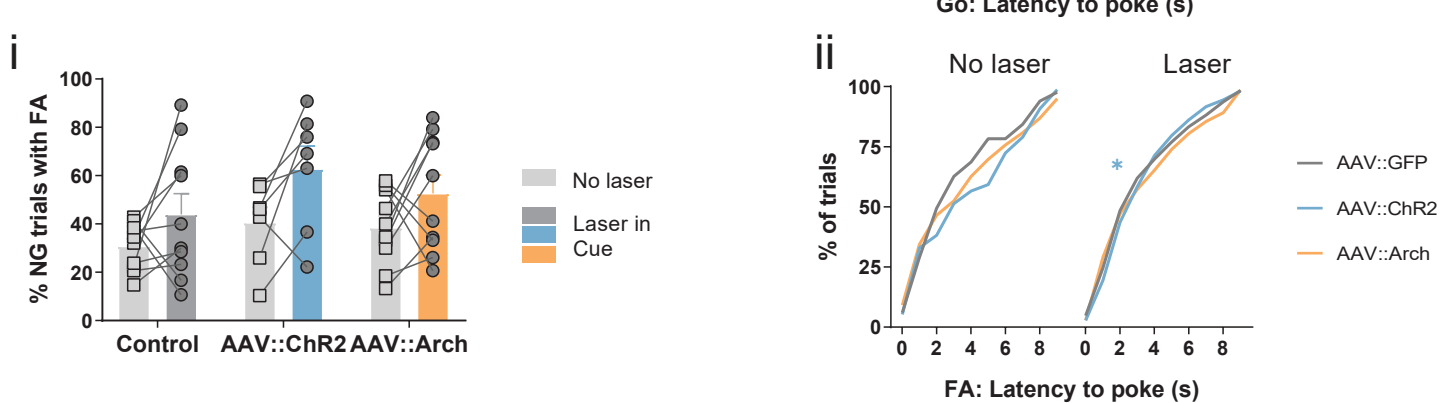 Go: Latency to poke (s)
i
% NG trials with FA
100
80
60
40
20
0
Control
AAV::ChR2
AAV::Arch
No laser
Laser in
Cue
ii
No laser
Laser
% of trials
100
75
50
25
0
*
0 2 4 6 8 0 2 4 6 8
FA: Latency to poke (s)
AAV::GFP
AAV::ChR2
AAV::Arch